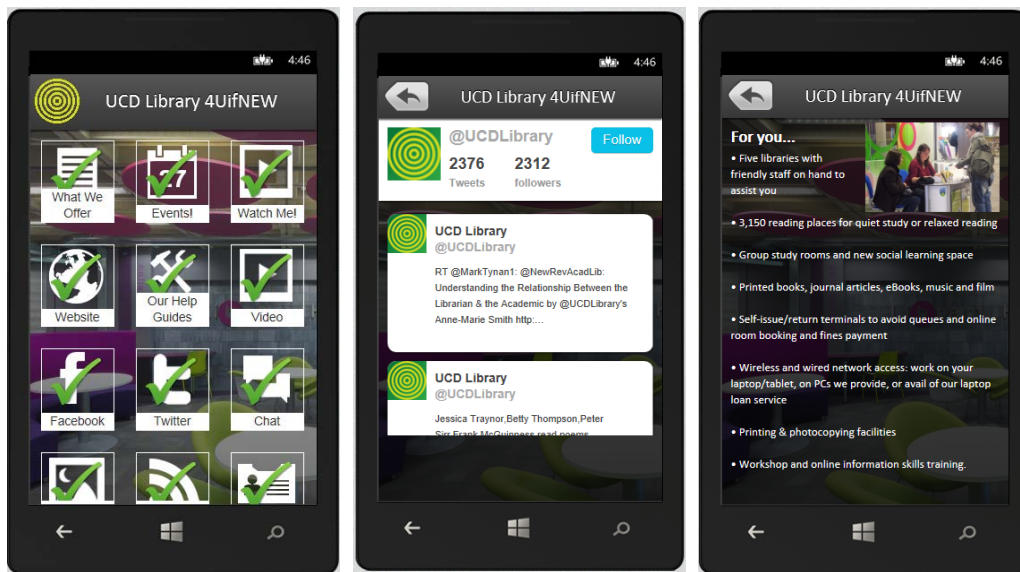 4:46
UCD Library 4UifNEW
What We
Offer
27
Events!
Watch Me!
Website
Our Help
Guides
Video
Facebook
Twitter
Chat
4:46
UCD Library 4UifNEW
@UCDLibrary
Follow
2376 2312
Tweets followers
UCD Library
@UCDLibrary
RT @MarkTynan1: @NewRevAcadLib:
Understanding the Relationship Between the
Librarian & the Academic by @UCDLibrary's
Anne-Marie Smith http:...
UCD Library
@UCDLibrary
Jessica Traynor,Betty Thompson,Peter
Sirr,Frank McGuinness read poems
4:46
UCD Library 4UifNEW
For you...
• Five libraries with
friendly staff on hand to
assist you
• 3,150 reading places for quiet study or relaxed reading
• Group study rooms and new social learning space
• Printed books, journal articles, eBooks, music and film
• Self-issue/return terminals to avoid queues and online
room booking and fines payment
• Wireless and wired network access: work on your
laptop/tablet, on PCs we provide, or avail of our laptop
loan service
• Printing & photocopying facilities
• Workshop and online information skills training.